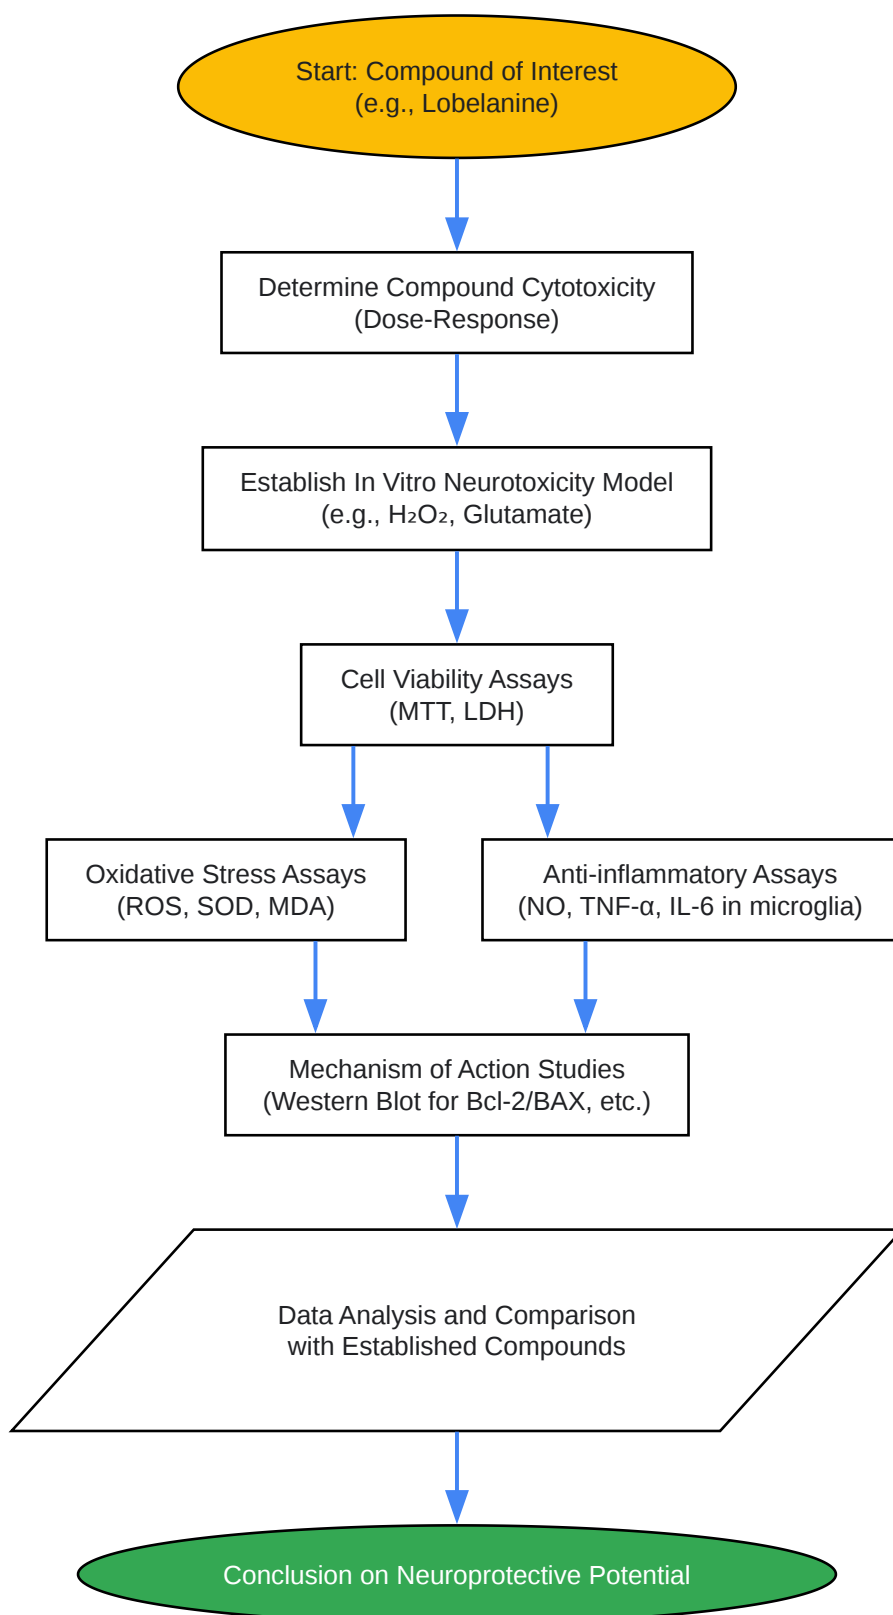 Start: Compound of Interest
(e.g., Lobelanine)
Determine Compound Cytotoxicity
(Dose-Response)
Establish In Vitro Neurotoxicity Model
(e.g., H₂O₂, Glutamate)
Cell Viability Assays
(MTT, LDH)
Oxidative Stress Assays
(ROS, SOD, MDA)
Anti-inflammatory Assays
(NO, TNF-α, IL-6 in microglia)
Mechanism of Action Studies
(Western Blot for Bcl-2/BAX, etc.)
Data Analysis and Comparison
with Established Compounds
Conclusion on Neuroprotective Potential